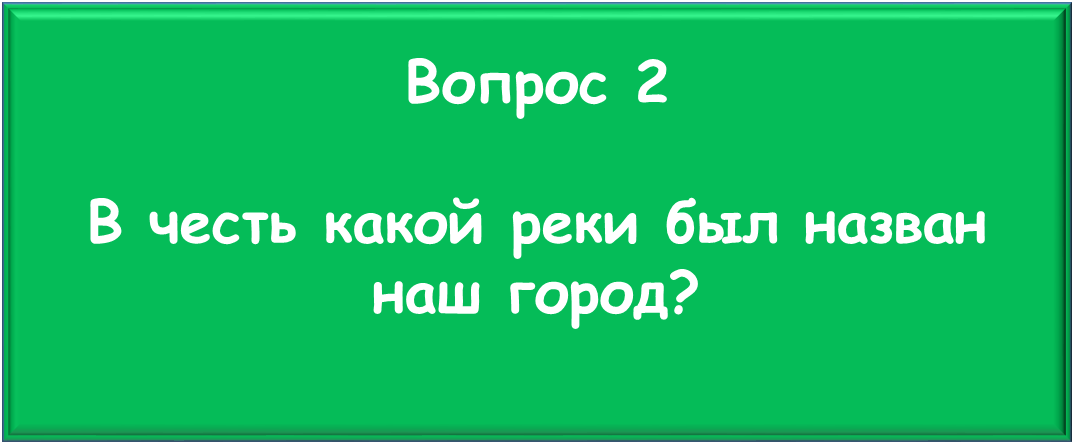 Вопрос 2
В честь какой реки был назван
наш город?